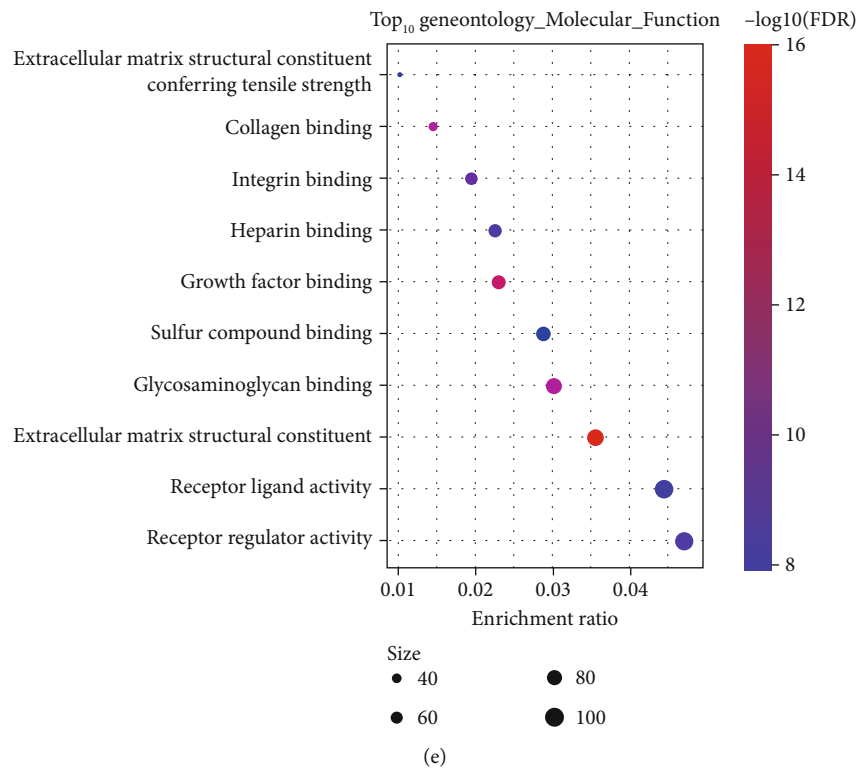 Top₁₀ geneontology_Molecular_Function
–log10(FDR)
Extracellular matrix structural constituent
conferring tensile strength
Collagen binding
Integrin binding
Heparin binding
Growth factor binding
Sulfur compound binding
Glycosaminoglycan binding
Extracellular matrix structural constituent
Receptor ligand activity
Receptor regulator activity
16
14
12
10
8
0.01 0.02 0.03 0.04
Enrichment ratio
Size
40 80
60 100
(e)